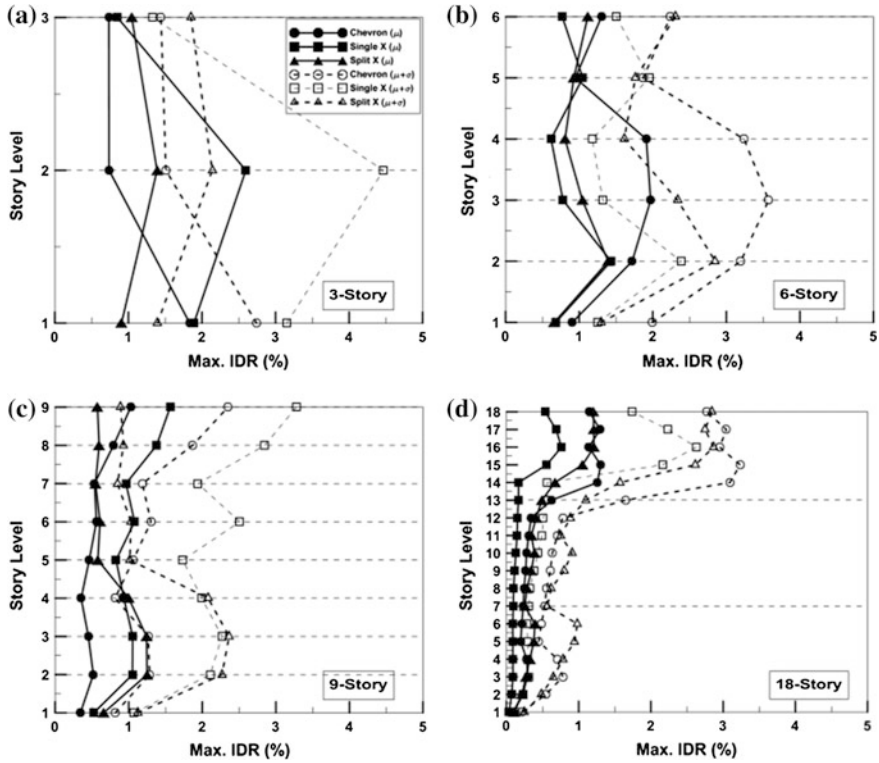 (a)
3
2
1
0
1
2
3
4
5
Story Level
Max. IDR (%)
Chevron (μ)
Single X (μ)
Split X (μ)
Chevron (μ+σ)
Single X (μ+σ)
Split X (μ+σ)
3-Story
(b)
6
5
4
3
2
1
0
1
2
3
4
5
Story Level
Max. IDR (%)
6-Story
(c)
9
8
7
6
5
4
3
2
1
0
1
2
3
4
5
Story Level
Max. IDR (%)
9-Story
(d)
18
17
16
15
14
13
12
11
10
9
8
7
6
5
4
3
2
1
0
1
2
3
4
5
Story Level
Max. IDR (%)
18-Story